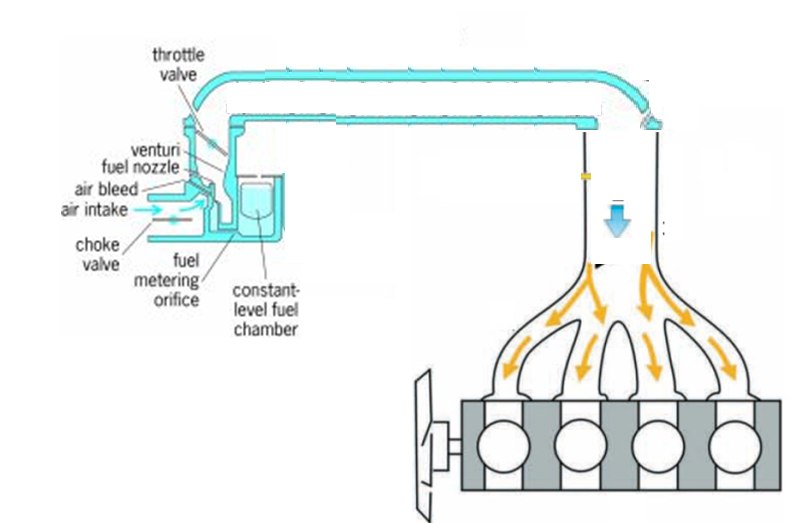 throttle
valve
venturi
fuel nozzle
air bleed
air intake
choke
valve
fuel
metering
orifice
constant-
level fuel
chamber